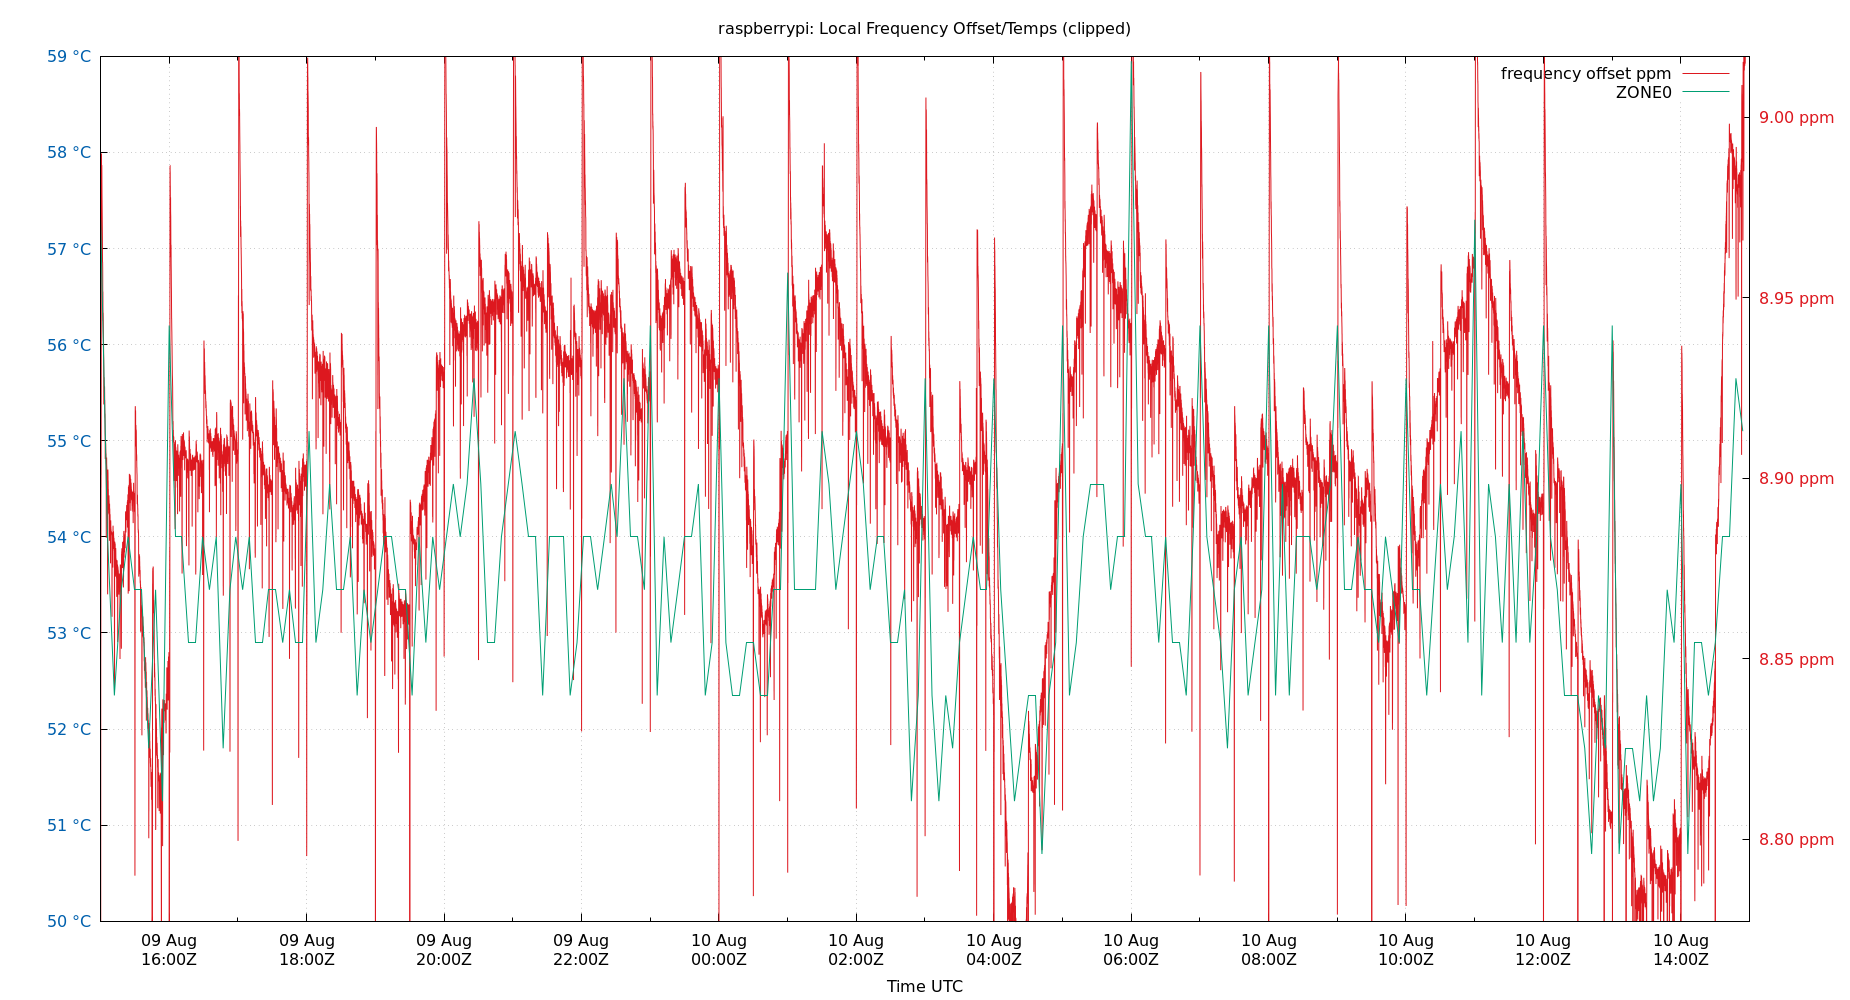 raspberrypi: Local Frequency Offset/Temps (clipped)
frequency offset ppm
ZONE0
59 °C
58 °C
57 °C
56 °C
55 °C
54 °C
53 °C
52 °C
51 °C
50 °C
9.00 ppm
8.95 ppm
8.90 ppm
8.85 ppm
8.80 ppm
09 Aug
16:00Z
09 Aug
18:00Z
09 Aug
20:00Z
09 Aug
22:00Z
10 Aug
00:00Z
10 Aug
02:00Z
10 Aug
04:00Z
10 Aug
06:00Z
10 Aug
08:00Z
10 Aug
10:00Z
10 Aug
12:00Z
10 Aug
14:00Z
Time UTC